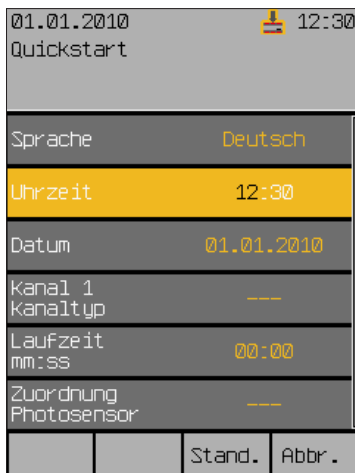 01.01.2010 12:30
Quickstart
Sprache Deutsch
Uhrzeit 12:30
Datum 01.01.2010
Kanal 1 ---
Kanaltyp
Laufzeit 00:00
mm:ss
Zuordnung ---
Photosensor
Stand. Abbr.